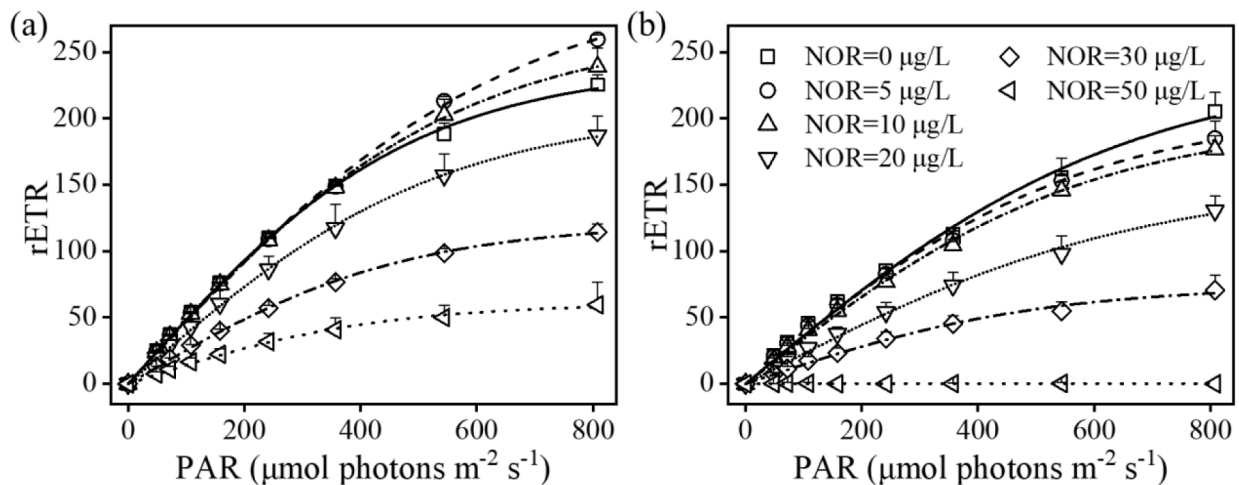 (a)
250
200
150
100
50
0
rETR
0 200 400 600 800
PAR (μmol photons m⁻² s⁻¹)
(b)
250
200
150
100
50
0
rETR
NOR=0 μg/L
NOR=5 μg/L
NOR=10 μg/L
NOR=20 μg/L
NOR=30 μg/L
NOR=50 μg/L
0 200 400 600 800
PAR (μmol photons m⁻² s⁻¹)